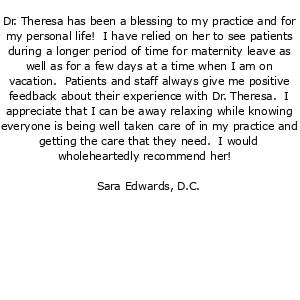 Dr. Theresa has been a blessing to my practice and for
my personal life!  I have relied on her to see patients
during a longer period of time for maternity leave as
well as for a few days at a time when I am on
vacation.  Patients and staff always give me positive
feedback about their experience with Dr. Theresa.  I
appreciate that I can be away relaxing while knowing
everyone is being well taken care of in my practice and
getting the care that they need.  I would
wholeheartedly recommend her!
Sara Edwards, D.C.